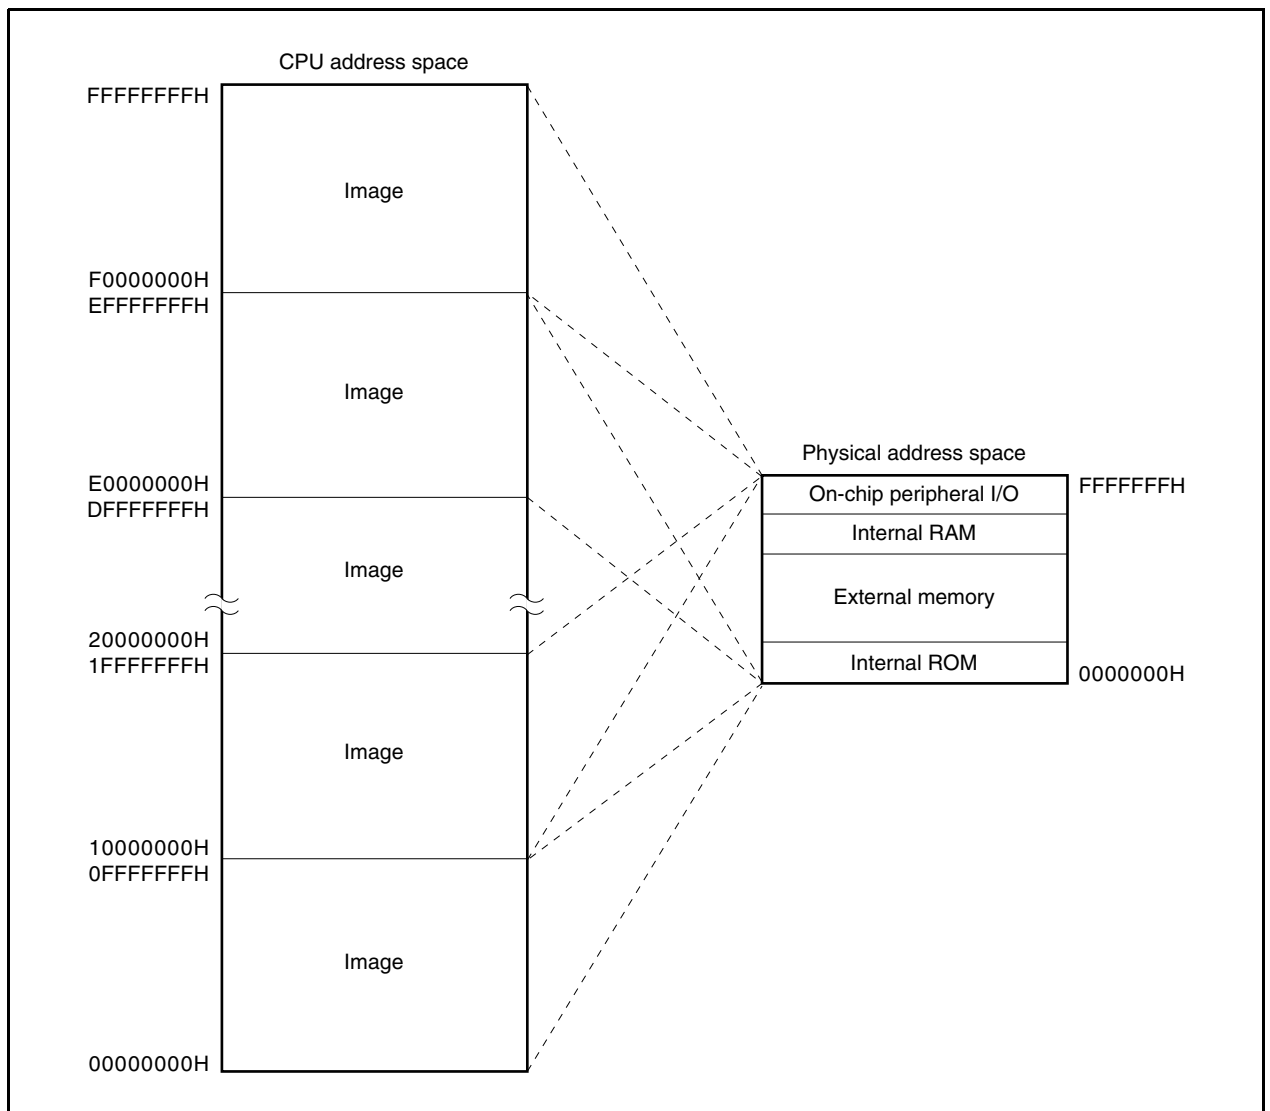 CPU address space
FFFFFFFFH
Image
F0000000H
EFFFFFFFH
Image
E0000000H
DFFFFFFFH
Image
20000000H
1FFFFFFFH
Image
10000000H
0FFFFFFFH
Image
00000000H
Physical address space
On-chip peripheral I/O
FFFFFFFH
Internal RAM
External memory
Internal ROM
0000000H